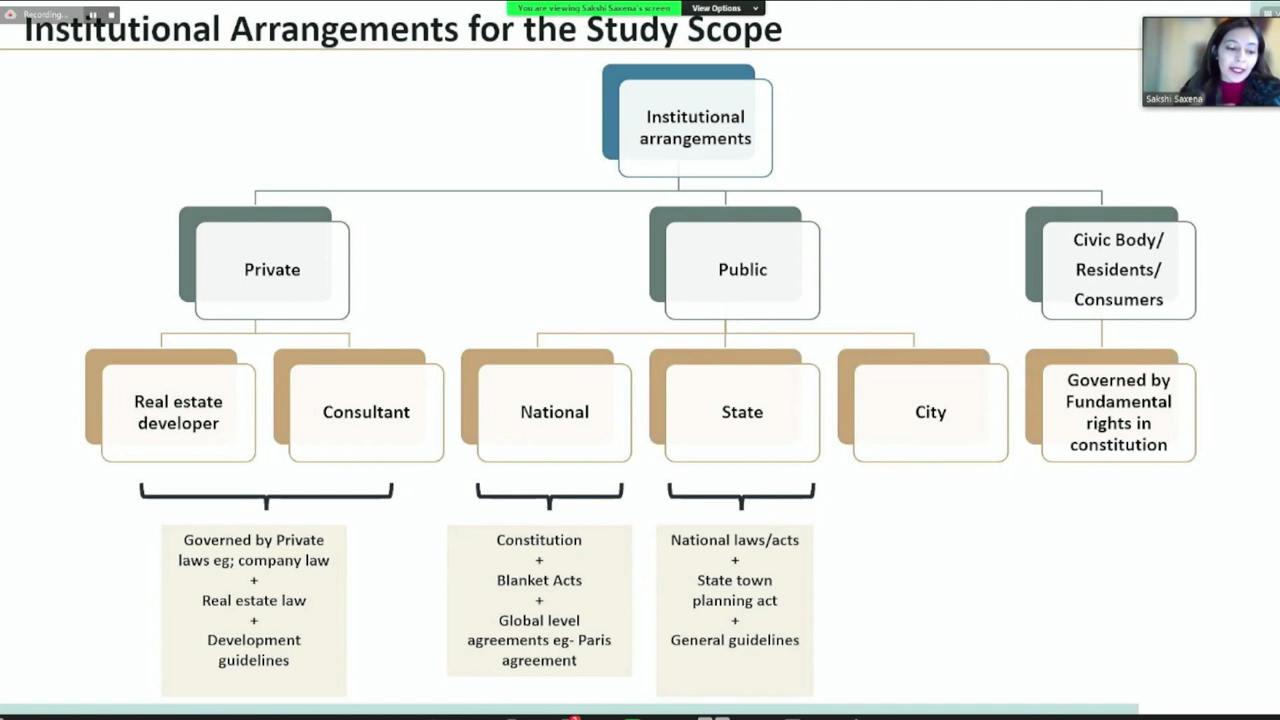 Recording...
You are viewing Sakshi Saxena's screen
View Options
Institutional Arrangements for the Study Scope
Sakshi Saxena
Institutional
arrangements
Private
Public
Civic Body/
Residents/
Consumers
Real estate
developer
Consultant
National
State
City
Governed by
Fundamental
rights in
constitution
Governed by Private
laws eg; company law
+
Real estate law
+
Development
guidelines
Constitution
+
Blanket Acts
+
Global level
agreements eg- Paris
agreement
National laws/acts
+
State town
planning act
+
General guidelines